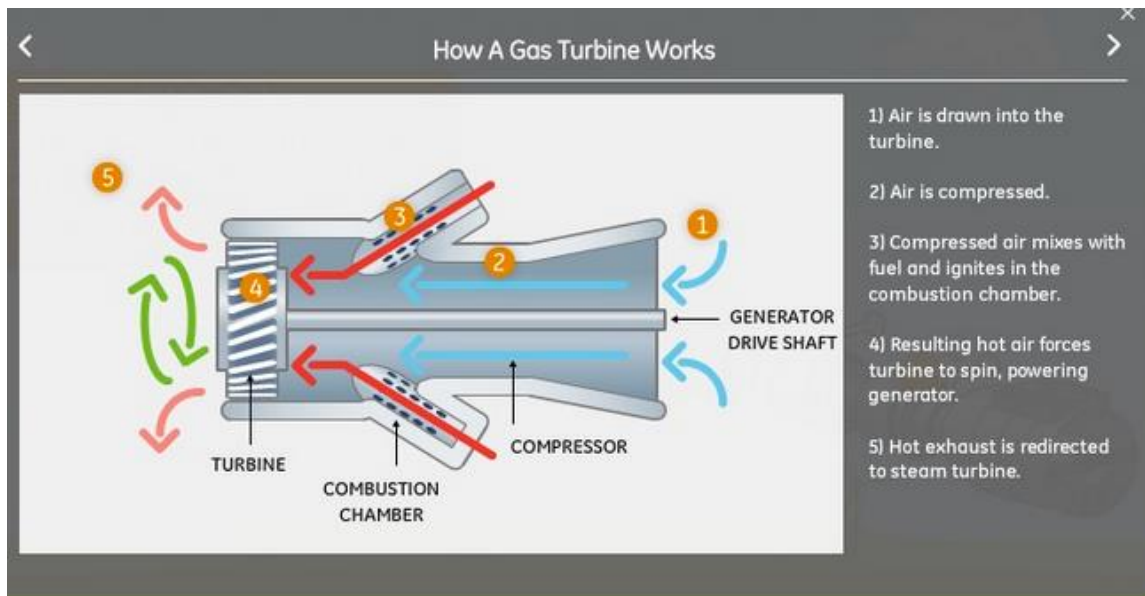 How A Gas Turbine Works
1) Air is drawn into the
turbine.
2) Air is compressed.
3) Compressed air mixes with
fuel and ignites in the
combustion chamber.
4) Resulting hot air forces
turbine to spin, powering
generator.
5) Hot exhaust is redirected
to steam turbine.
5
3
1
2
4
GENERATOR
DRIVE SHAFT
COMPRESSOR
TURBINE
COMBUSTION
CHAMBER